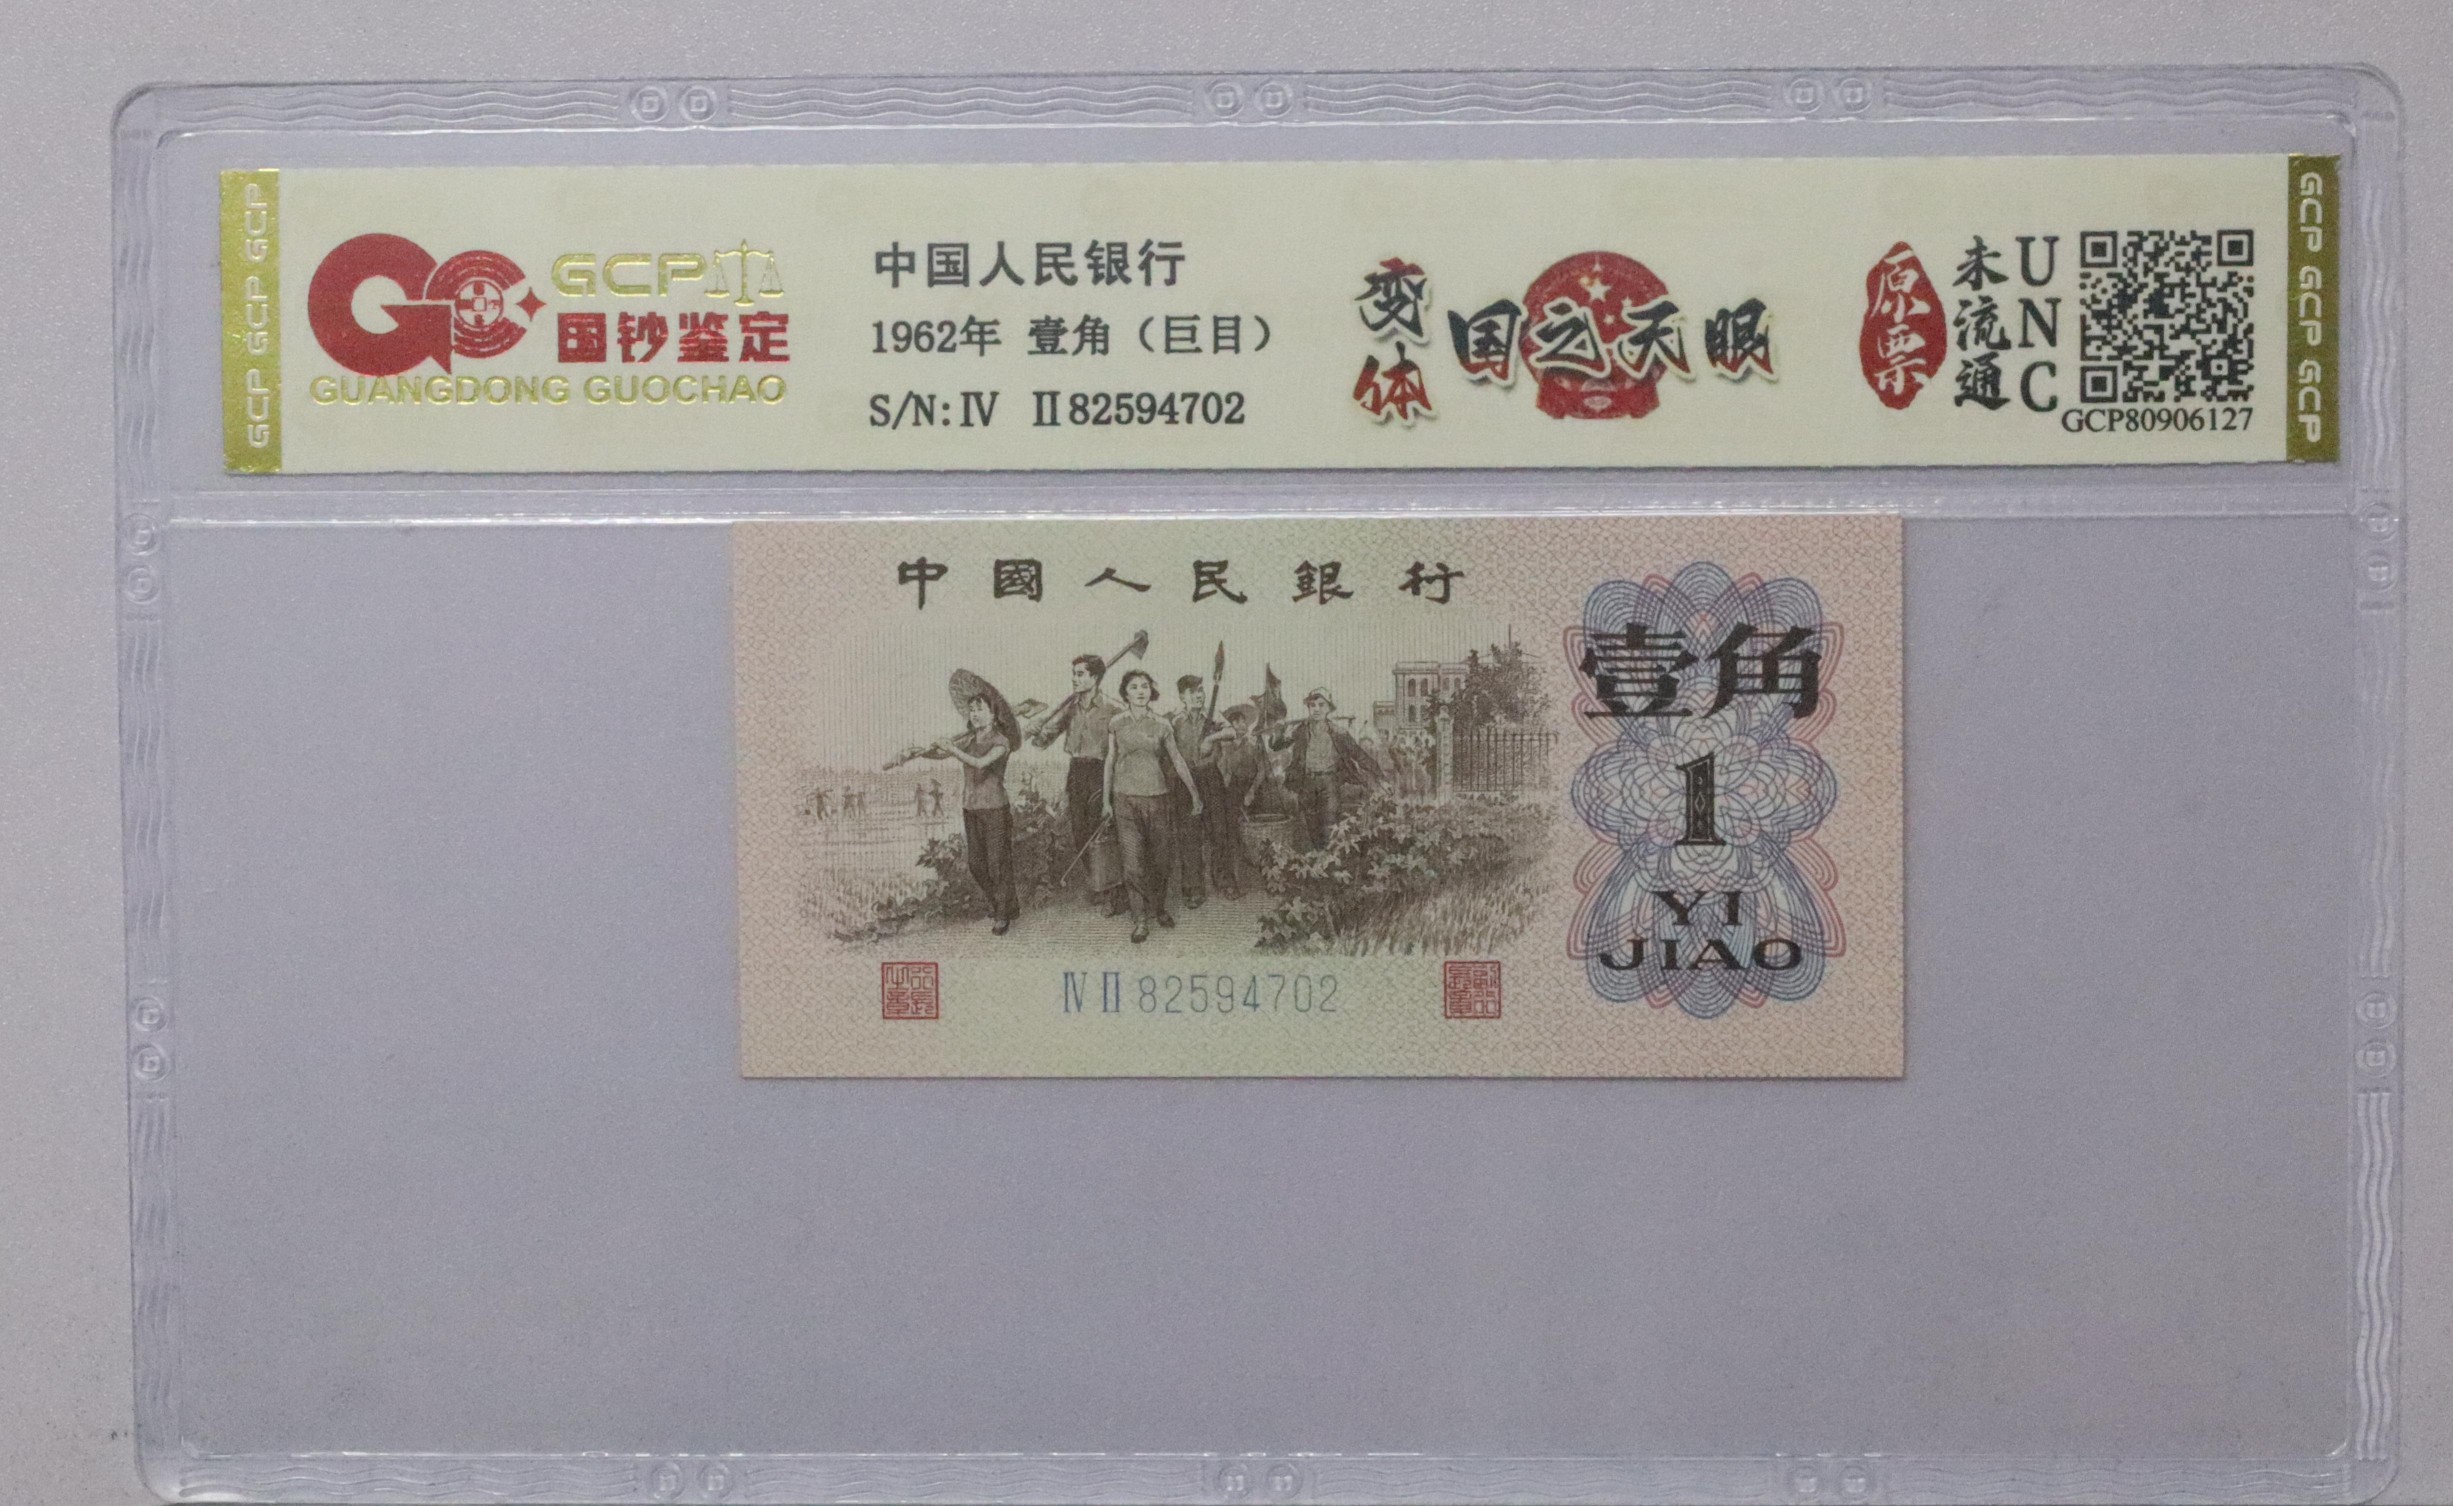 GCP GCP GCP
GCP
国钞鉴定
GUANGDONG GUOCHAO
中国人民银行
1962年 壹角（巨目）
S/N: Ⅳ Ⅱ 82594702
变体
国之天眼
原票
未流通
UNC
GCP80906127
GCP GCP GCP
中國人民銀行
壹角
1
YI
JIAO
Ⅳ Ⅱ 82594702